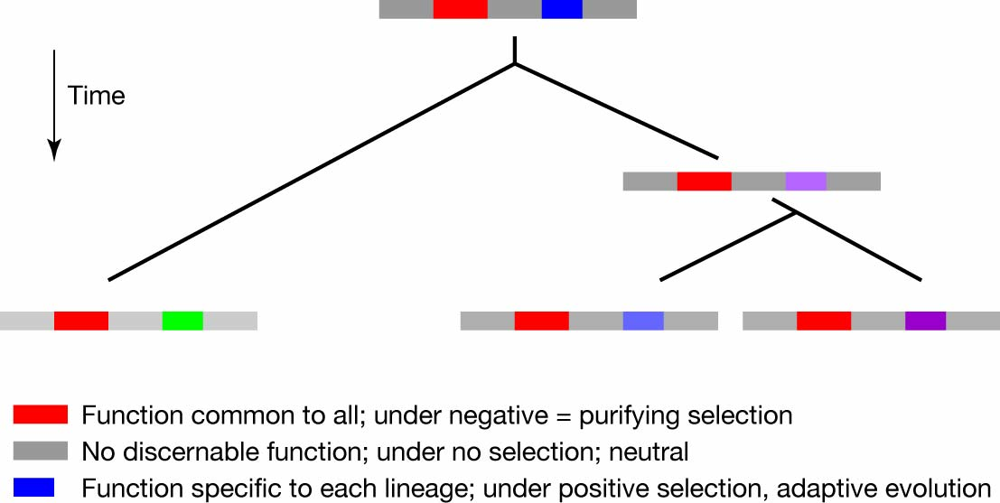 Time
Function common to all; under negative = purifying selection
No discernable function; under no selection; neutral
Function specific to each lineage; under positive selection, adaptive evolution